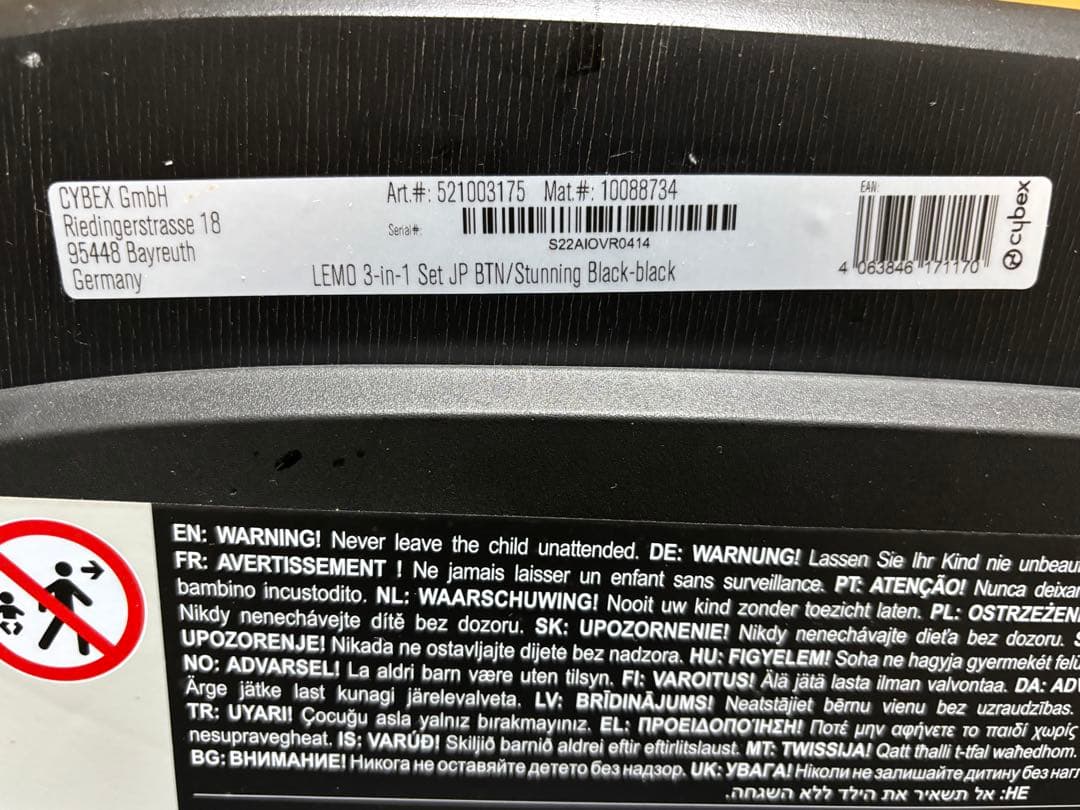 CYBEX GmbH
Riedingerstrasse 18
95448 Bayreuth
Germany
Art.#: 521003175 Mat.#: 10088734
Serial#:
S22AIOVR0414
LEMO 3-in-1 Set JP BTN/Stunning Black-black
EAN:
4 063846 171170
cybex
EN: WARNING! Never leave the child unattended. DE: WARNUNG! Lassen Sie Ihr Kind nie
FR: AVERTISSEMENT ! Ne jamais laisser un enfant sans surveillance. PT: ATENÇÃO! Nunca
bambino incustodito. NL: WAARSCHUWING! Nooit uw kind zonder toezicht laten. PL:
Nikdy nenechávejte dítě bez dozoru. SK: UPOZORNENIE! Nikdy nenechávajte dieťa bez dozoru.
UPOZORENJE! Nikada ne ostavljajte dijete bez nadzora. HU: FIGYELEM! Soha ne hagyja gyermekét
NO: ADVARSEL! La aldri barn være uten tilsyn. FI: VAROITUS! Älä jätä lasta ilman valvontaa. DA:
Ärge jätke last kunagi järelevalveta. LV: BRĪDINĀJUMS! Neatstājiet bērnu vienu bez uzraudzības.
TR: UYARI! Çocuğu asla yalnız bırakmayınız. EL: ΠΡΟΕΙΔΟΠΟΊΗΣΗ! Ποτέ μην αφήνετε το παιδί χωρίς
nesupravegheat. IS: VARÚÐ! Skiljið barnið aldrei eftir eftirlitslaust. MT: TWISSIJA! Qatt tħalli t-tfal waħedhom.
BG: ВНИМАНИЕ! Никога не оставяйте детето без надзор. UK: УВАГА! Ніколи не залишайте дитину без
HE: אל תשאיר את הילד ללא השגחה.